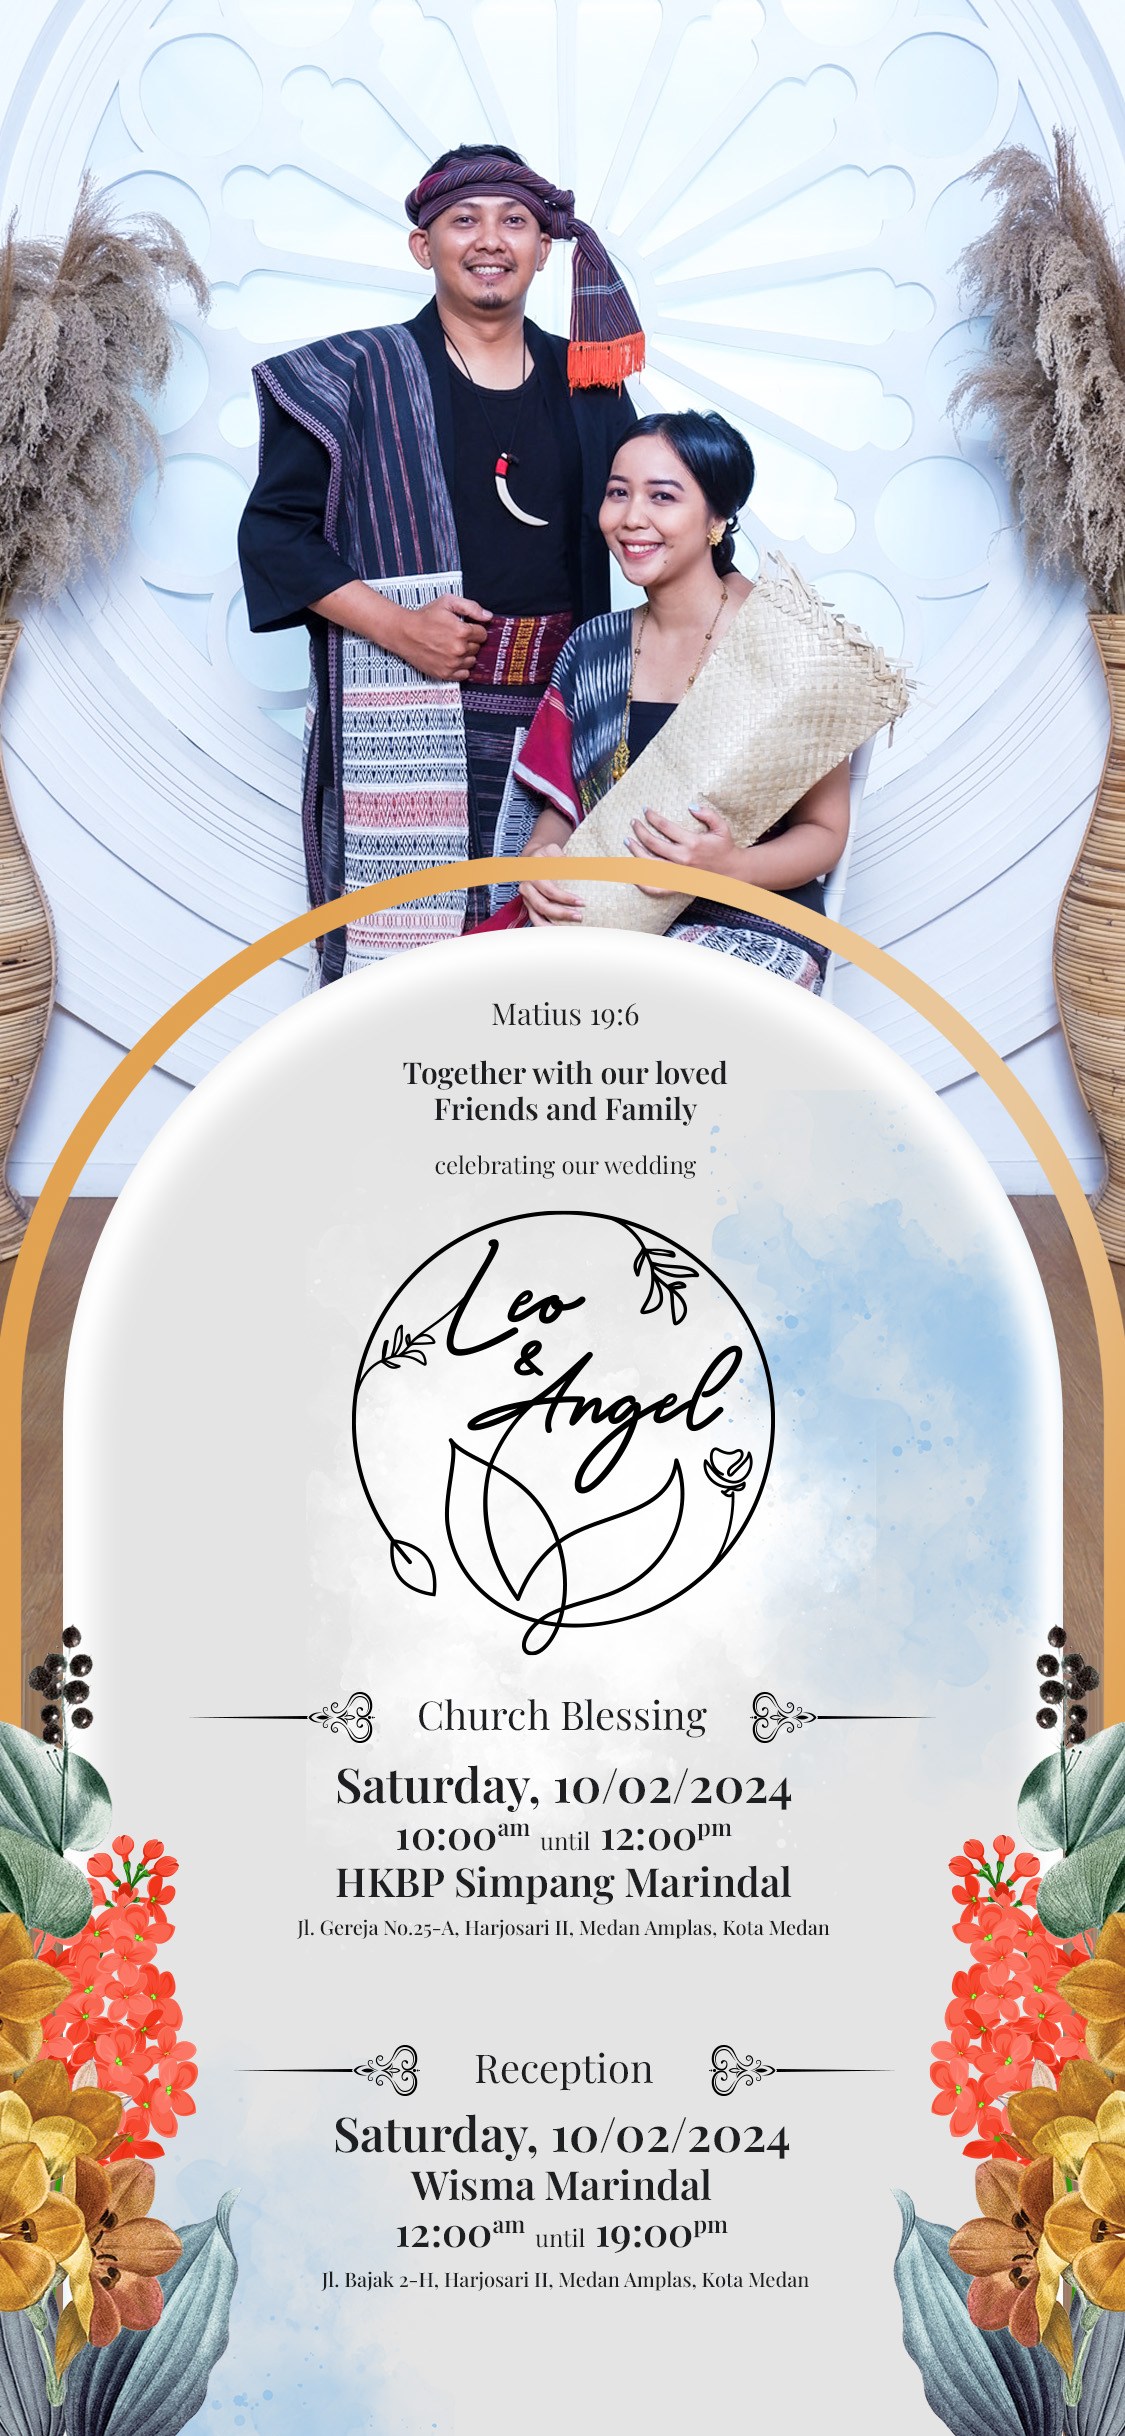 Matius 19:6
Together with our loved
Friends and Family
celebrating our wedding
Leo
&
Angel
Church Blessing
Saturday, 10/02/2024
10:00am until 12:00pm
HKBP Simpang Marindal
Jl. Gereja No.25-A, Harjosari II, Medan Amplas, Kota Medan
Reception
Saturday, 10/02/2024
Wisma Marindal
12:00am until 19:00pm
Jl. Bajak 2-H, Harjosari II, Medan Amplas, Kota Medan